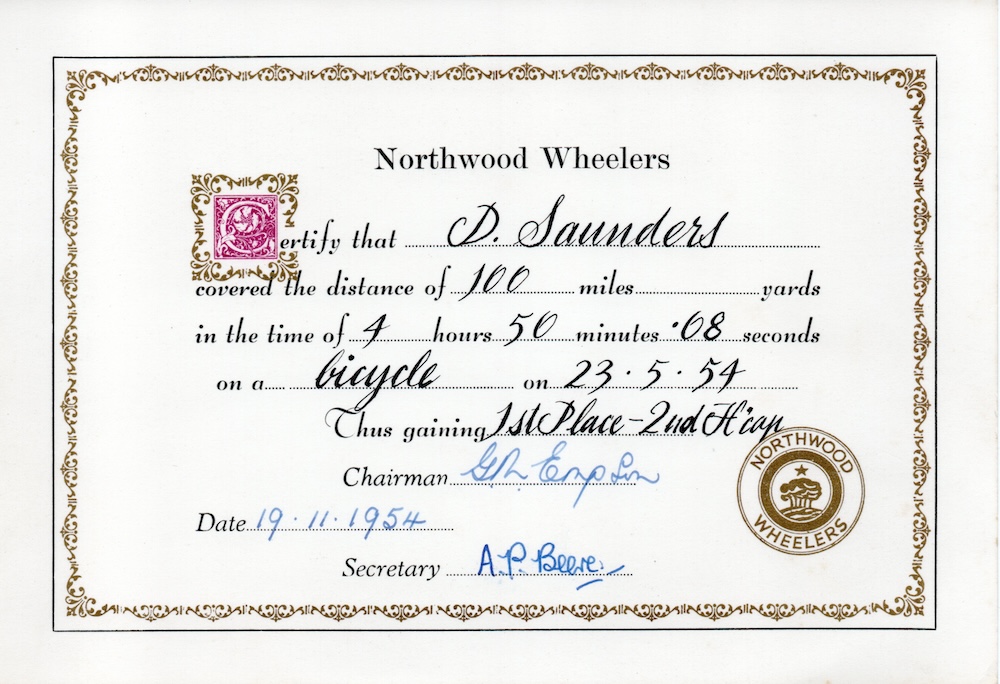 Northwood Wheelers
Certify that D. Saunders
covered the distance of 100 miles yards
in the time of 4 hours 50 minutes .08 seconds
on a bicycle on 23.5.54
Thus gaining 1st Place - 2nd H'cap
Chairman
Date 19.11.1954
Secretary A.P.
NORTHWOOD
WHEELERS